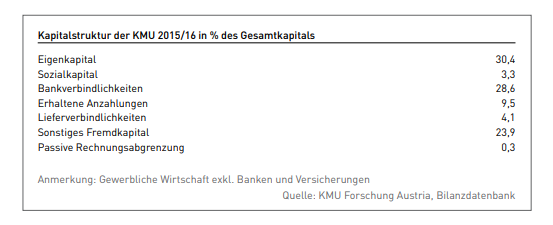 Kapitalstruktur der KMU 2015/16 in % des Gesamtkapitals
Eigenkapital 30,4
Sozialkapital 3,3
Bankverbindlichkeiten 28,6
Erhaltene Anzahlungen 9,5
Lieferverbindlichkeiten 4,1
Sonstiges Fremdkapital 23,9
Passive Rechnungsabgrenzung 0,3
Anmerkung: Gewerbliche Wirtschaft exkl. Banken und Versicherungen
Quelle: KMU Forschung Austria, Bilanzdatenbank